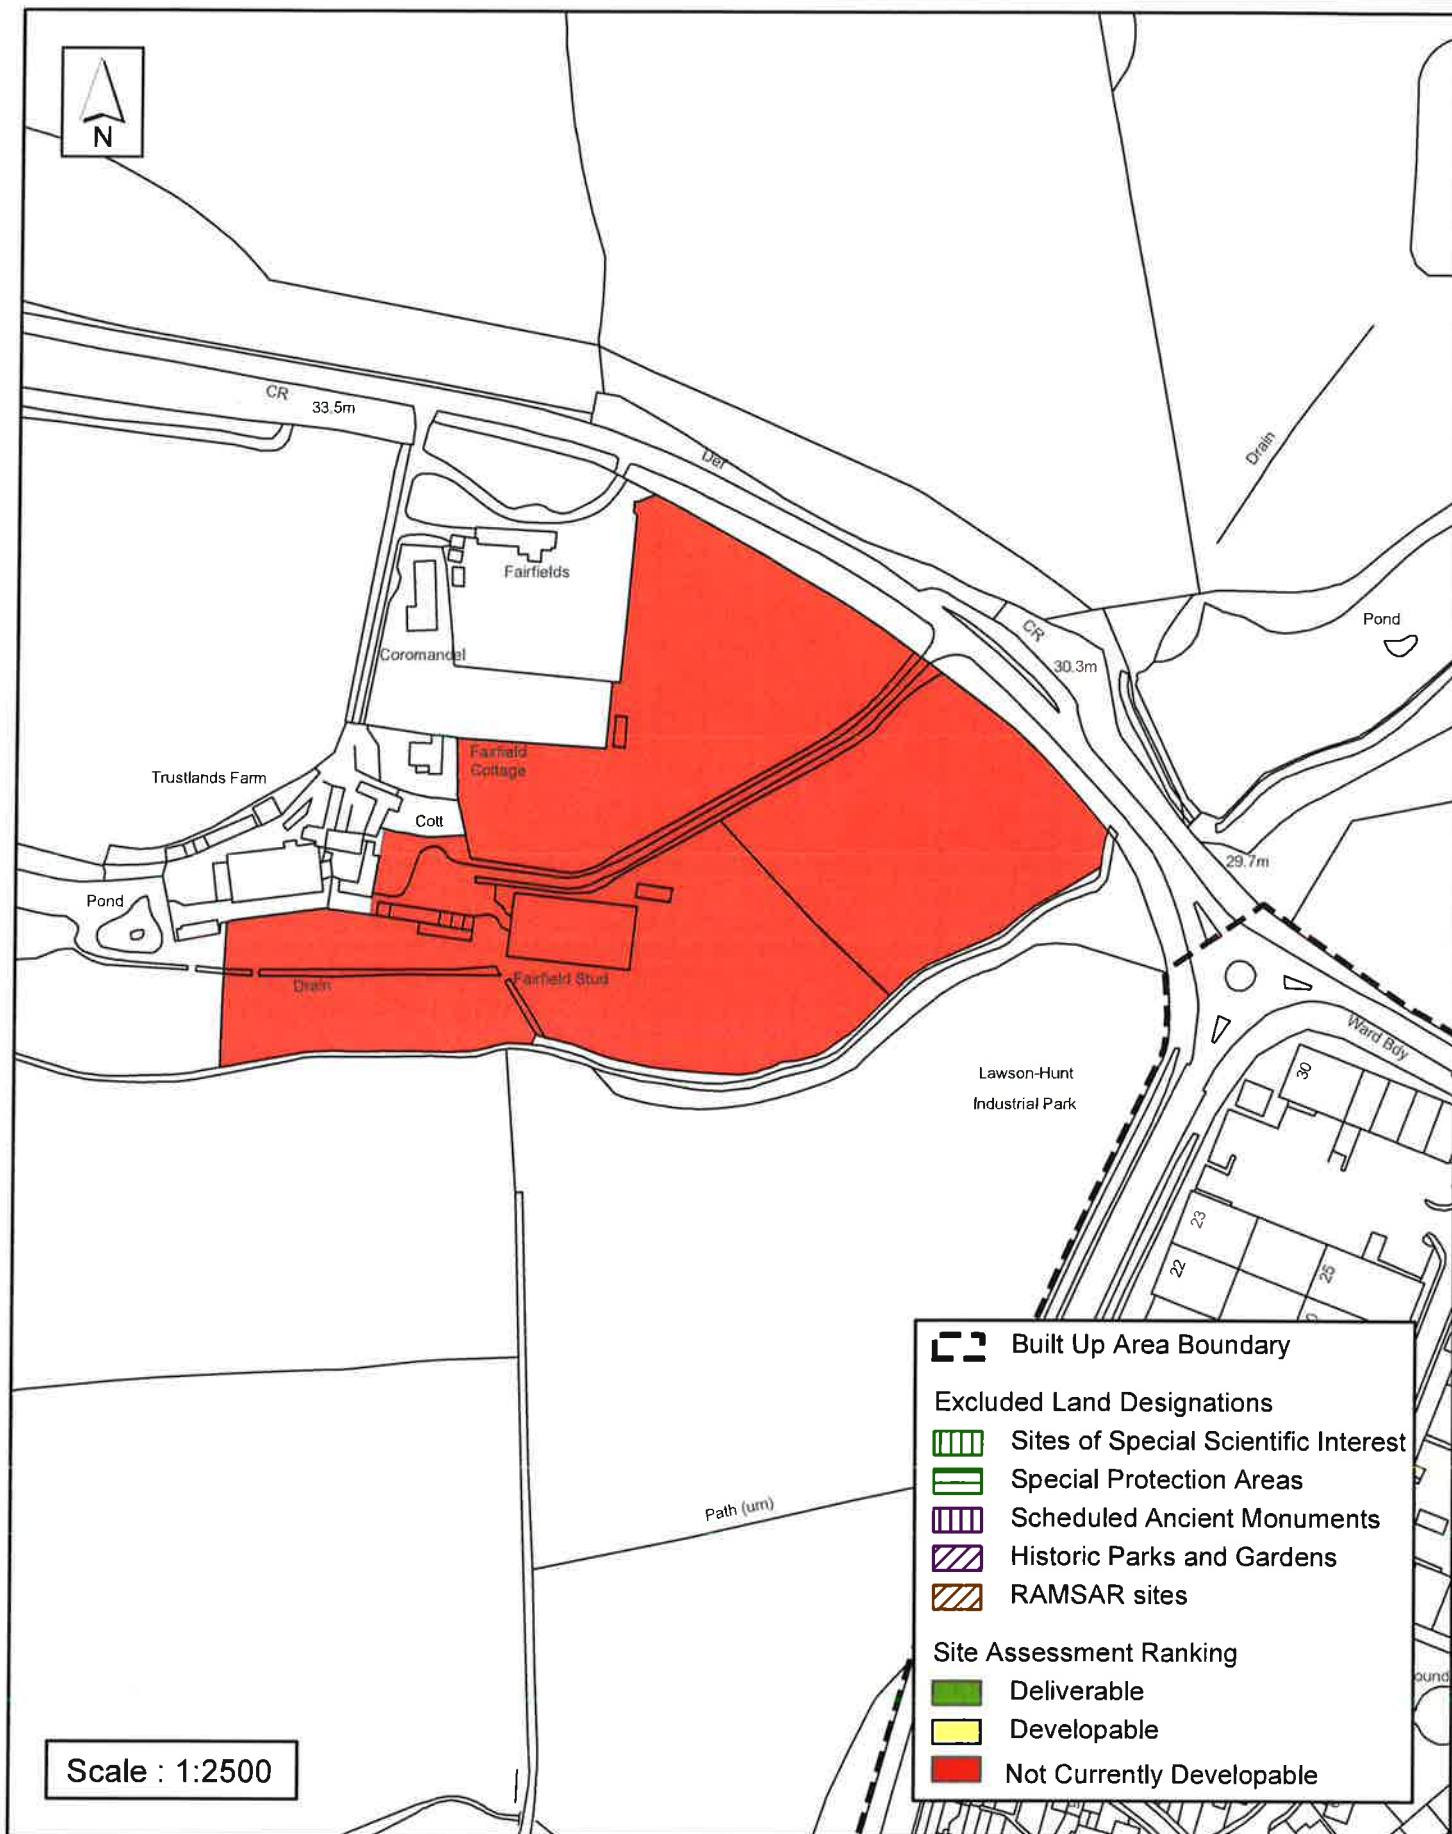 N
CR
33.5m
Def
Drain
Fairfields
Pond
CR
Coromandel
30.3m
Fairfield
Cottage
Trustlands Farm
Cott
29.7m
Pond
Drain
Fairfield Stud
Ward Bdy
Lawson-Hunt
Industrial Park
30
23
22
25
Path (um)
Built Up Area Boundary
Excluded Land Designations
Sites of Special Scientific Interest
Special Protection Areas
Scheduled Ancient Monuments
Historic Parks and Gardens
RAMSAR sites
Site Assessment Ranking
Deliverable
Developable
Not Currently Developable
Scale : 1:2500